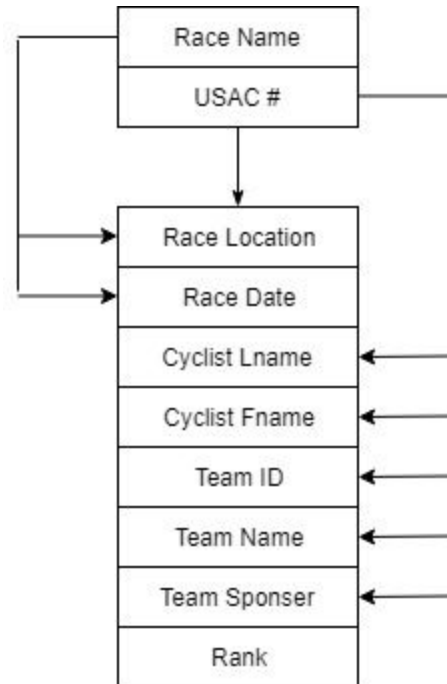 Race Name
USAC #
Race Location
Race Date
Cyclist Lname
Cyclist Fname
Team ID
Team Name
Team Sponser
Rank